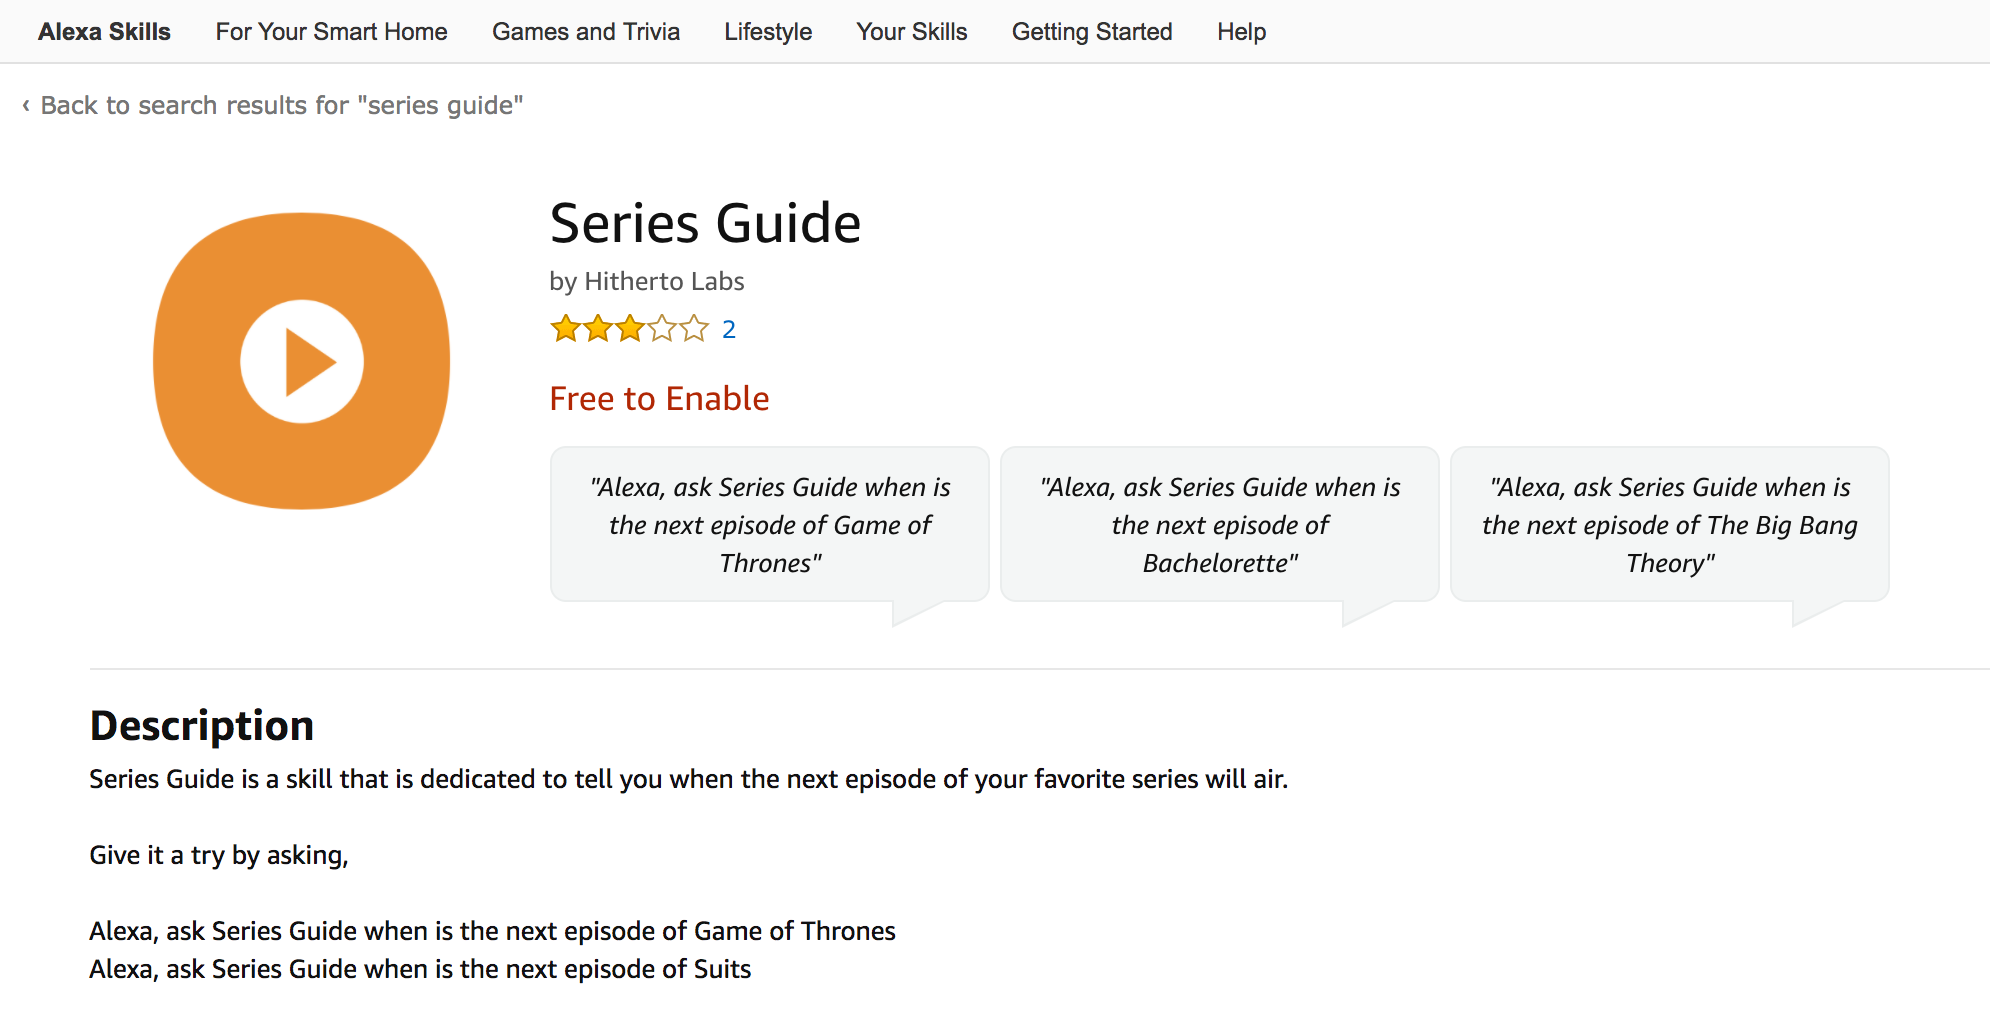 Alexa Skills For Your Smart Home Games and Trivia Lifestyle Your Skills Getting Started Help
‹ Back to search results for "series guide"
Series Guide
by Hitherto Labs
2
Free to Enable
"Alexa, ask Series Guide when is
the next episode of Game of
Thrones"
"Alexa, ask Series Guide when is
the next episode of
Bachelorette"
"Alexa, ask Series Guide when is
the next episode of The Big Bang
Theory"
Description
Series Guide is a skill that is dedicated to tell you when the next episode of your favorite series will air.
Give it a try by asking,
Alexa, ask Series Guide when is the next episode of Game of Thrones
Alexa, ask Series Guide when is the next episode of Suits